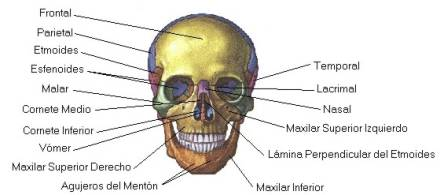 Frontal
Parietal
Etmoides
Esfenoides
Malar
Cornete Medio
Cornete Inferior
Vómer
Maxilar Superior Derecho
Agujeros del Mentón
Temporal
Lacrimal
Nasal
Maxilar Superior Izquierdo
Lámina Perpendicular del Etmoides
Maxilar Inferior